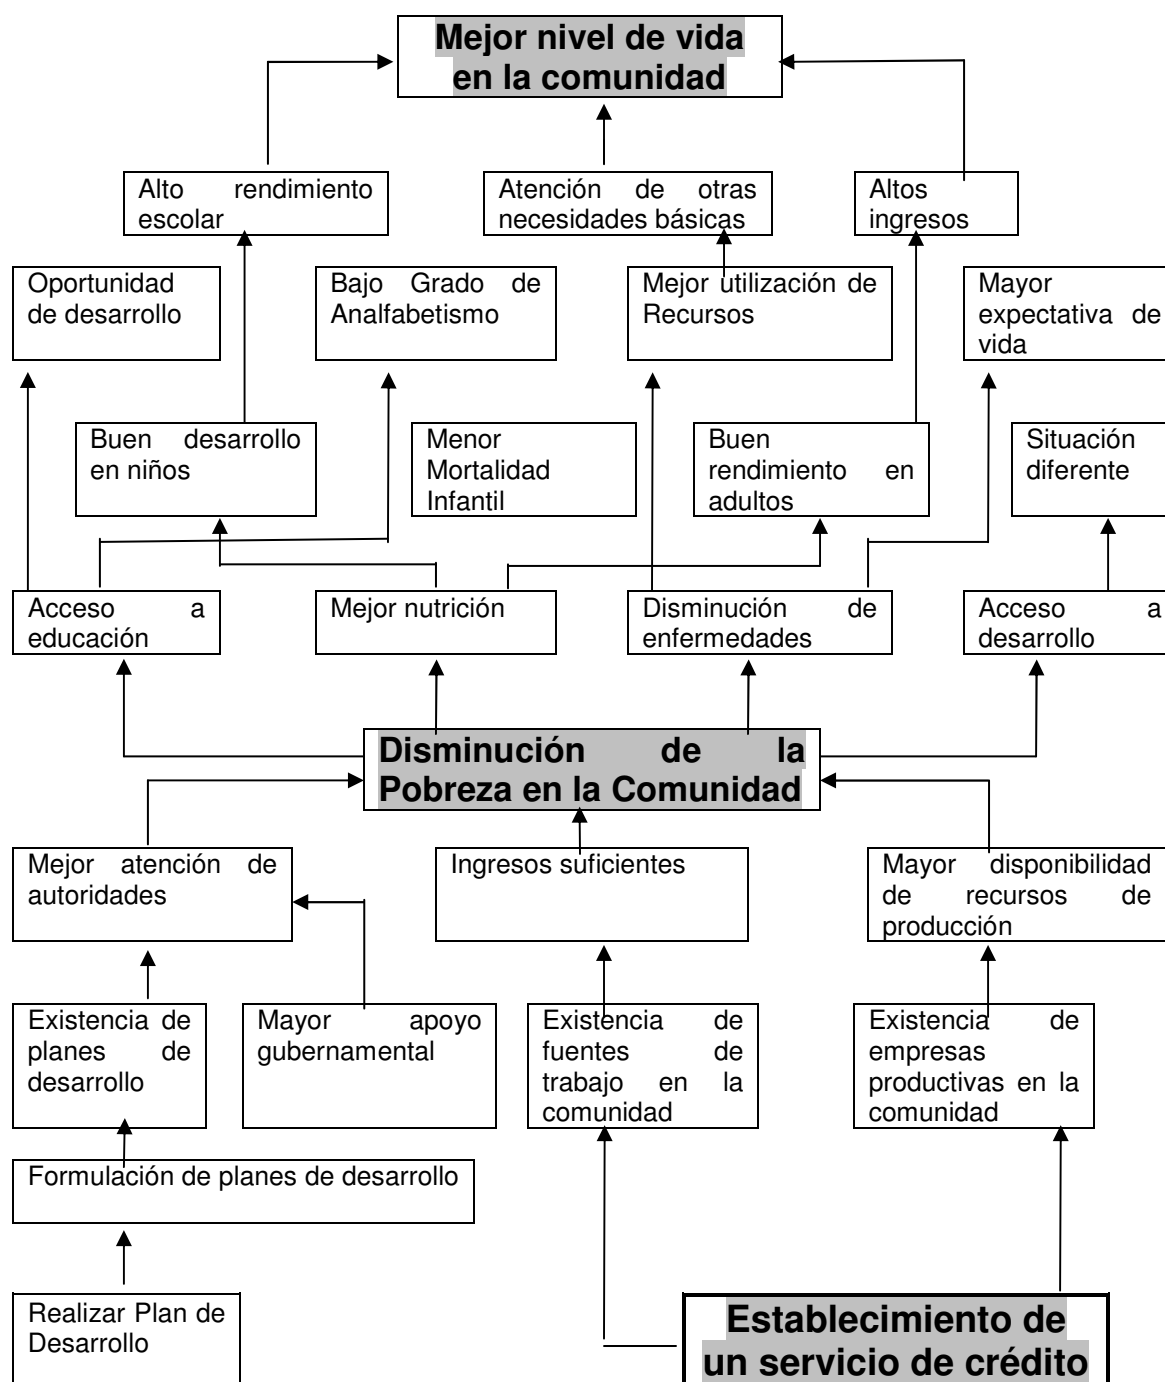 Mejor nivel de vida
en la comunidad
Alto rendimiento
escolar
Atención de otras
necesidades básicas
Altos
ingresos
Oportunidad
de desarrollo
Bajo Grado de
Analfabetismo
Mejor utilización de
Recursos
Mayor
expectativa de
vida
Buen desarrollo
en niños
Menor
Mortalidad
Infantil
Buen
rendimiento en
adultos
Situación
diferente
Acceso a
educación
Mejor nutrición
Disminución de
enfermedades
Acceso a
desarrollo
Disminución de la
Pobreza en la Comunidad
Mejor atención de
autoridades
Ingresos suficientes
Mayor disponibilidad
de recursos de
producción
Existencia de
planes de
desarrollo
Mayor apoyo
gubernamental
Existencia de
fuentes de
trabajo en la
comunidad
Existencia de
empresas
productivas en la
comunidad
Formulación de planes de desarrollo
Realizar Plan de
Desarrollo
Establecimiento de
un servicio de crédito